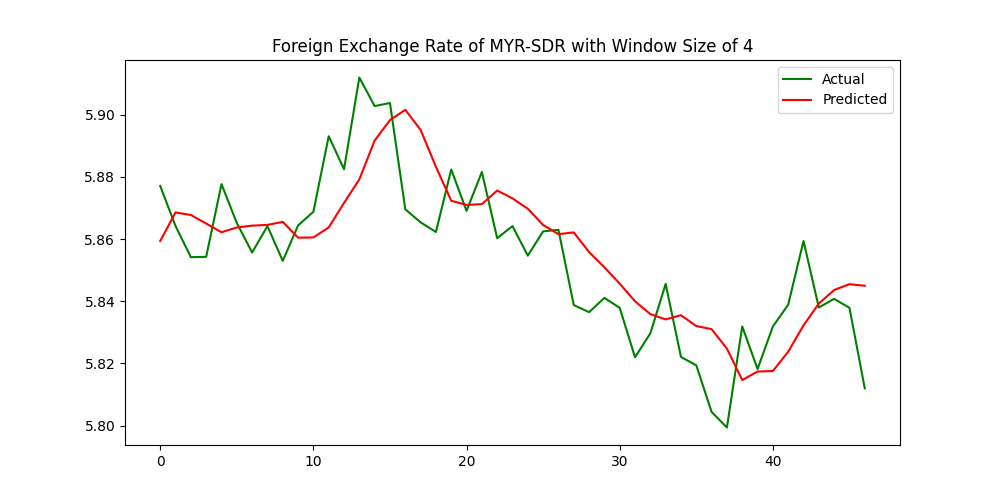 Foreign Exchange Rate of MYR-SDR with Window Size of 4
Actual
Predicted
5.90
5.88
5.86
5.84
5.82
5.80
0 10 20 30 40